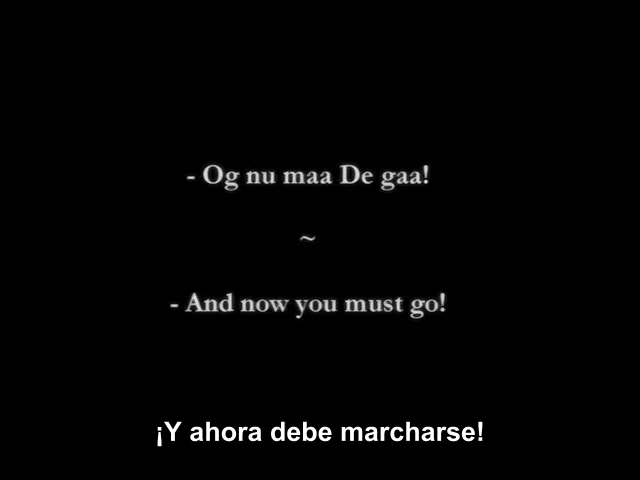 - Og nu maa De gaa!
~
- And now you must go!
¡Y ahora debe marcharse!